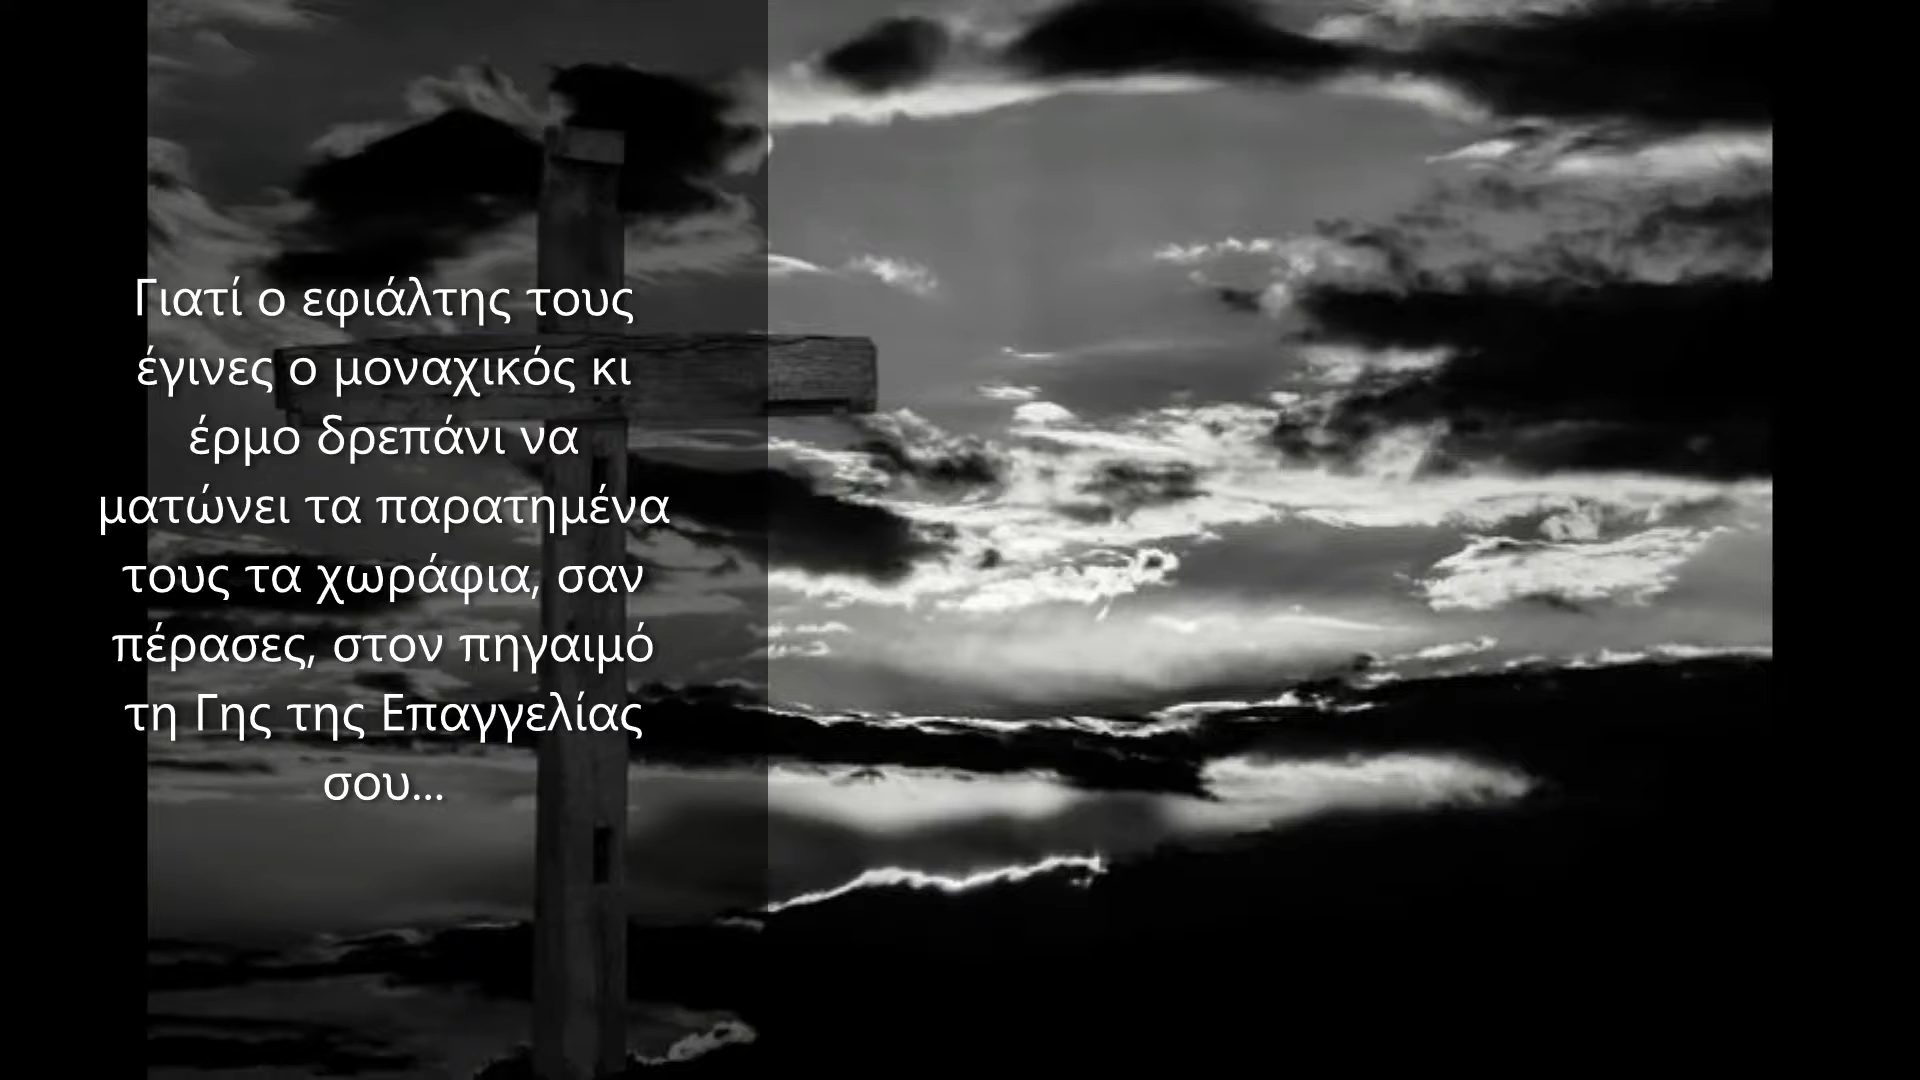 Γιατί ο εφιάλτης τους
έγινες ο μοναχικός κι
έρμο δρεπάνι να
ματώνει τα παρατημένα
τους τα χωράφια, σαν
πέρασες, στον πηγαιμό
τη Γης της Επαγγελίας
σου...